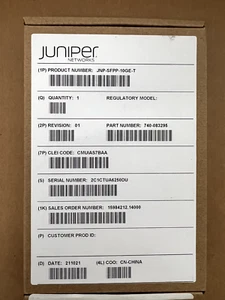 JUNIPER
NETWORKS
(1P) PRODUCT NUMBER: JNP-SFPP-10GE-T
(Q) QUANTITY: 1 REGULATORY MODEL:
(2P) REVISION: 01 PART NUMBER: 740-083295
(7P) CLEI CODE: CMUIAS7BAA
(S) SERIAL NUMBER: 2C1CTUA6250DU
(1K) SALES ORDER NUMBER: 15984212.14000
(P) CUSTOMER PROD ID:
(D) DATE: 211021 (4L) COO: CN-CHINA